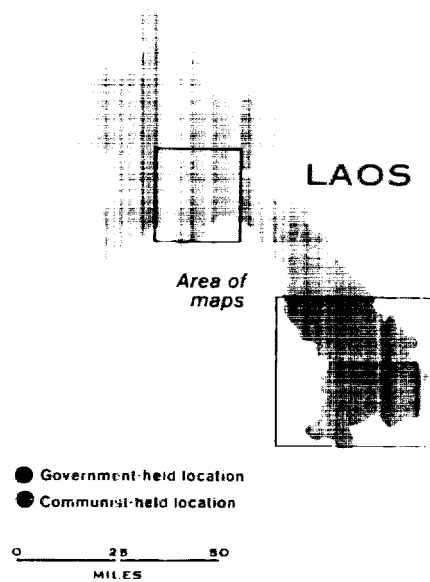 LAOS
Area of
maps
Government-held location
Communist-held location
0 25 50
MILES